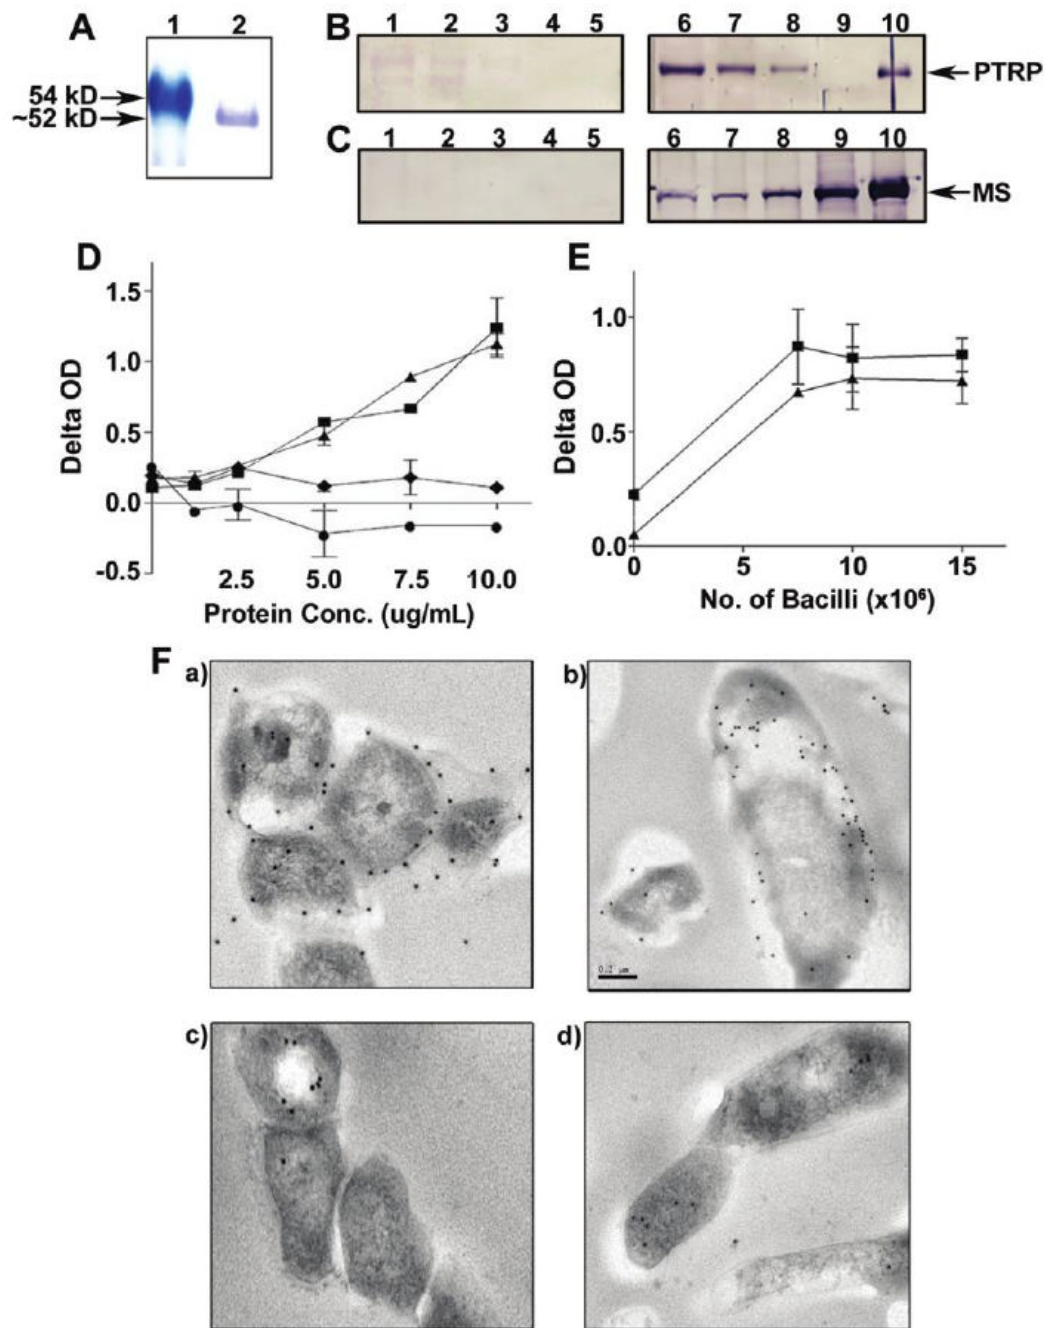 A
1 2
54 kD
~52 kD
B
1 2 3 4 5
6 7 8 9 10
PTRP
C
1 2 3 4 5
6 7 8 9 10
MS
D
Delta OD
1.5
1.0
0.5
0.0
-0.5
2.5 5.0 7.5 10.0
Protein Conc. (ug/mL)
E
Delta OD
1.0
0.5
0.0
0 5 10 15
No. of Bacilli (x10⁶)
F
a)
b)
c)
d)